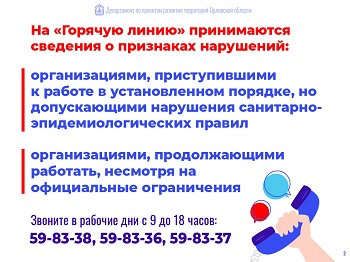 Департамент по проектам развития территорий Орловской области
На «Горячую линию» принимаются
сведения о признаках нарушений:
организациями, приступившими
к работе в установленном порядке, но
допускающими нарушения санитарно-
эпидемиологических правил
организациями, продолжающими
работать, несмотря на
официальные ограничения
Звоните в рабочие дни с 9 до 18 часов:
59-83-38, 59-83-36, 59-83-37
2